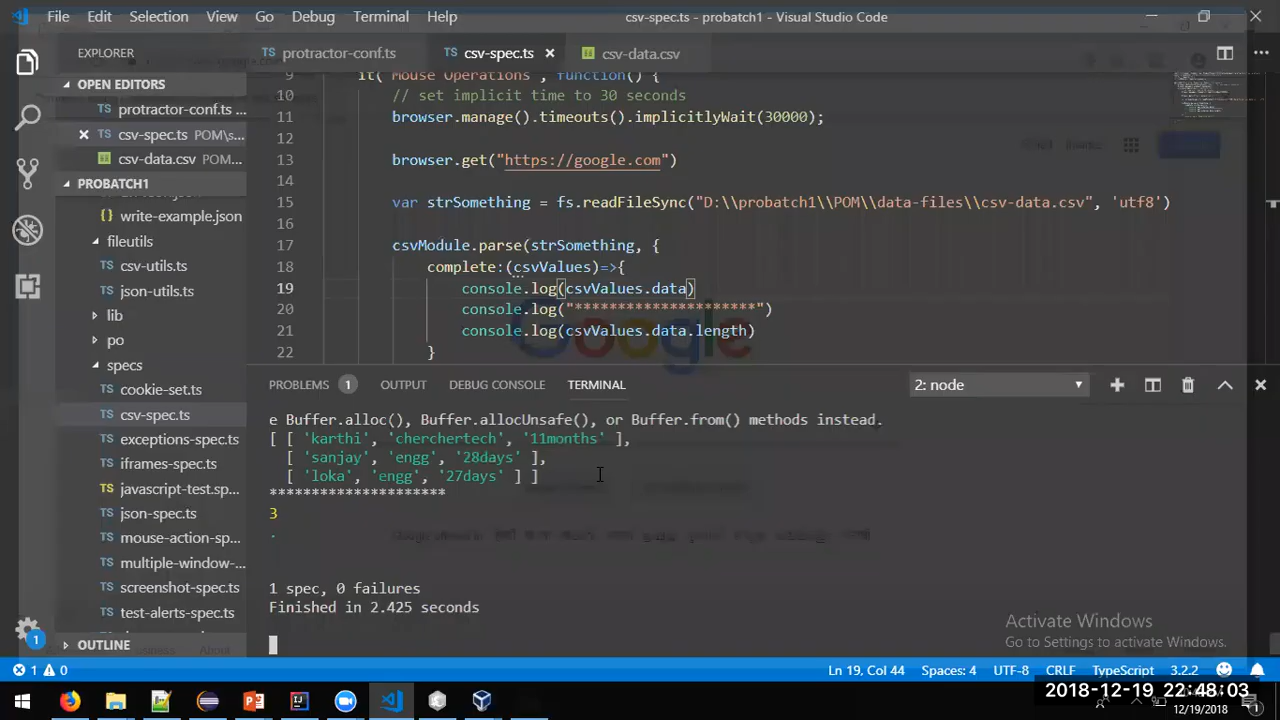 File Edit Selection View Go Debug Terminal Help
csv-spec.ts - probatch1 - Visual Studio Code
EXPLORER
OPEN EDITORS
protractor-conf.ts
csv-spec.ts POM\s...
csv-data.csv POM...
PROBATCH1
write-example.json
fileutils
csv-utils.ts
json-utils.ts
lib
po
specs
cookie-set.ts
csv-spec.ts
exceptions-spec.ts
iframes-spec.ts
javascript-test.sp...
json-spec.ts
mouse-action-sp...
multiple-window-...
screenshot-spec.ts
test-alerts-spec.ts
OUTLINE
protractor-conf.ts csv-spec.ts csv-data.csv
9 it("Mouse Operations", function() {
10 // set implicit time to 30 seconds
11 browser.manage().timeouts().implicitlyWait(30000);
12
13 browser.get("https://google.com")
14
15 var strSomething = fs.readFileSync("D:\\probatch1\\POM\\data-files\\csv-data.csv", 'utf8')
16
17 csvModule.parse(strSomething, {
18 complete:(csvValues)=>{
19 console.log(csvValues.data)
20 console.log("*********************")
21 console.log(csvValues.data.length)
22 }
Google
PROBLEMS 1 OUTPUT DEBUG CONSOLE TERMINAL 2: node
e Buffer.alloc(), Buffer.allocUnsafe(), or Buffer.from() methods instead.
[ [ 'karthi', 'cherchertech', '11months' ],
[ 'sanjay', 'engg', '28days' ],
[ 'loka', 'engg', '27days' ] ]
*********************
3
.
1 spec, 0 failures
Finished in 2.425 seconds
Activate Windows
Go to Settings to activate Windows.
1 0 Ln 19, Col 44 Spaces: 4 UTF-8 CRLF TypeScript 3.2.2
2018-12-19 22:48:03
12/19/2018